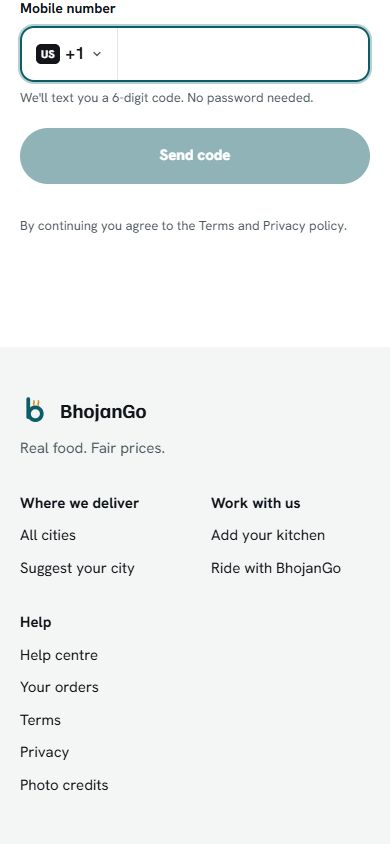 Mobile number
US +1
We'll text you a 6-digit code. No password needed.
Send code
By continuing you agree to the Terms and Privacy policy.
BhojanGo
Real food. Fair prices.
Where we deliver
All cities
Suggest your city
Work with us
Add your kitchen
Ride with BhojanGo
Help
Help centre
Your orders
Terms
Privacy
Photo credits